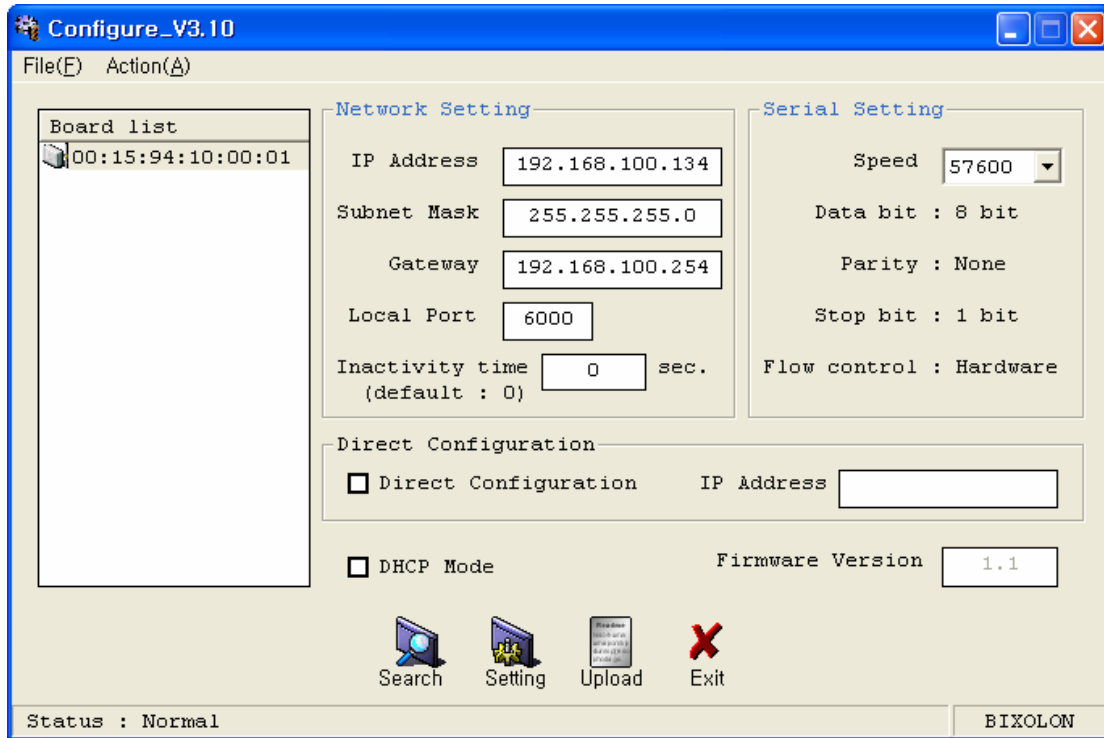 Configure_V3.10
File(F) Action(A)
Board list
00:15:94:10:00:01
Network Setting
IP Address 192.168.100.134
Subnet Mask 255.255.255.0
Gateway 192.168.100.254
Local Port 6000
Inactivity time 0 sec.
(default : 0)
Serial Setting
Speed 57600
Data bit : 8 bit
Parity : None
Stop bit : 1 bit
Flow control : Hardware
Direct Configuration
Direct Configuration IP Address
DHCP Mode Firmware Version 1.1
Readme
Search Setting Upload Exit
Status : Normal BIXOLON